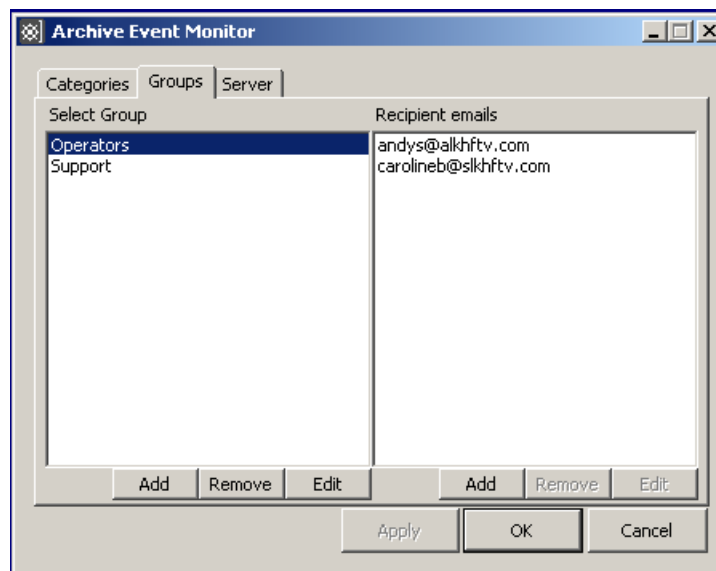 Archive Event Monitor
Categories Groups Server
Select Group Recipient emails
Operators andys@alkhftv.com
Support carolineb@slkhftv.com
Add Remove Edit Add Remove Edit
Apply OK Cancel